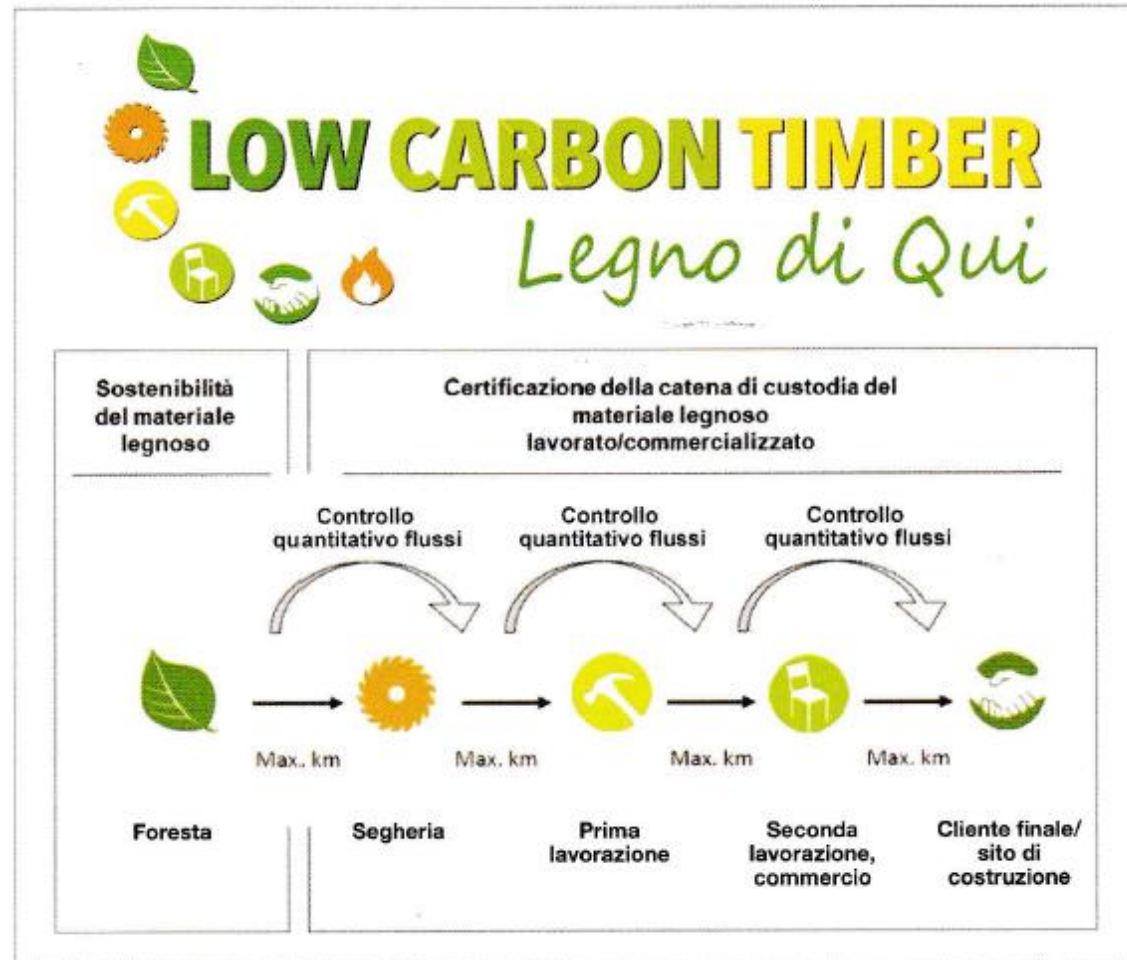 LOW CARBON TIMBER
Legno di Qui
Sostenibilità
del materiale
legnoso
Certificazione della catena di custodia del
materiale legnoso
lavorato/commercializzato
Controllo
quantitativo flussi
Controllo
quantitativo flussi
Controllo
quantitativo flussi
Max.. km
Max. km
Max. km
Max. km
Foresta
Segheria
Prima
lavorazione
Seconda
lavorazione,
commercio
Cliente finale/
sito di
costruzione